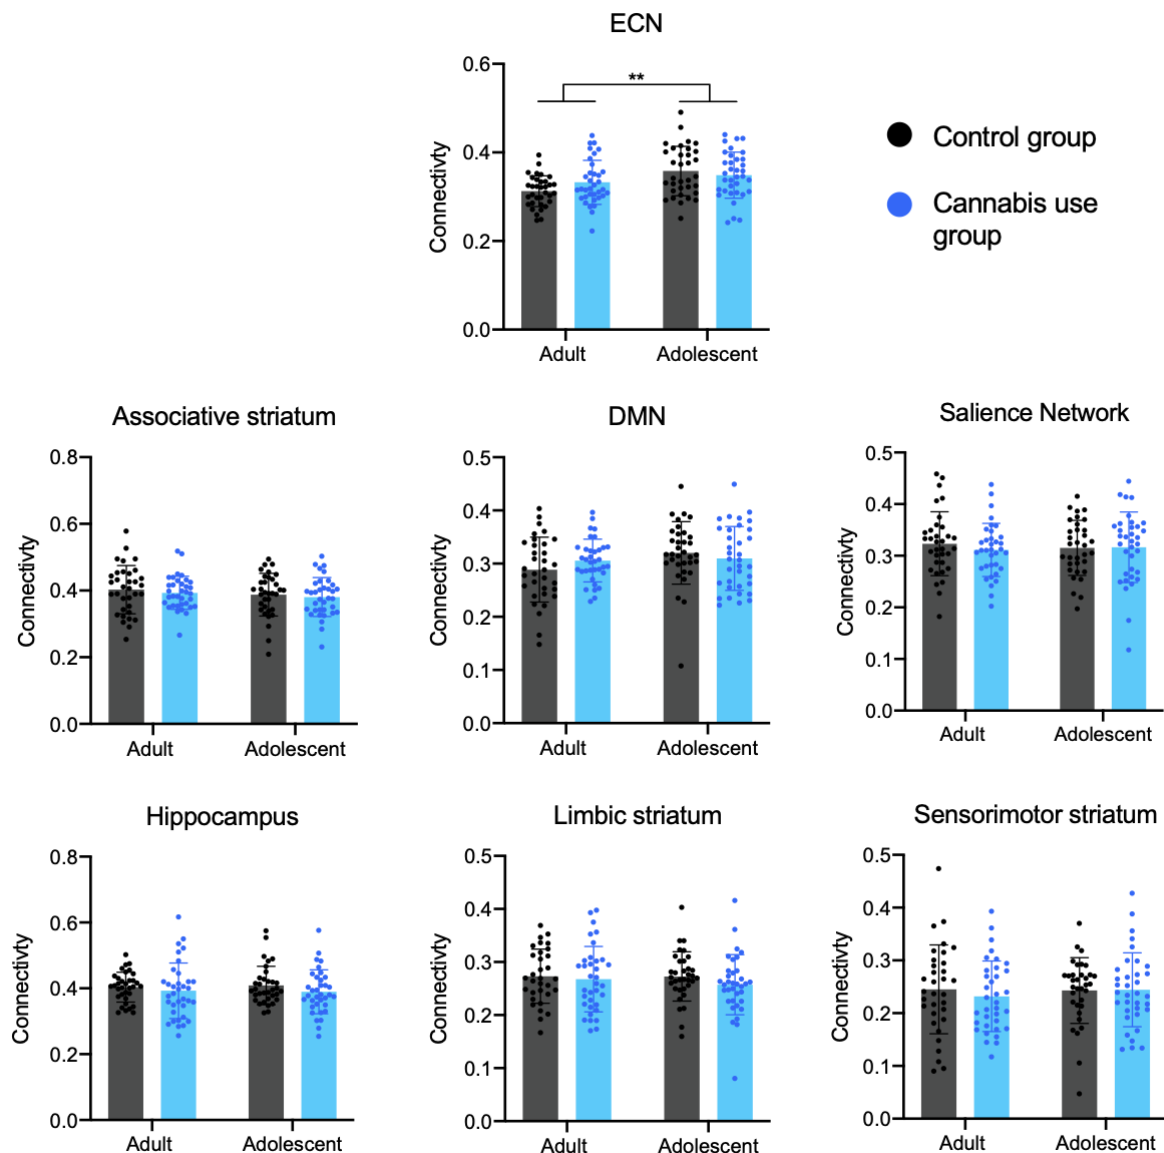 ECN
0.6
**
0.4
Connectivty
0.2
0.0
Adult
Adolescent
Control group
Cannabis use
group
Associative striatum
0.8
0.6
Connectivty
0.4
0.2
0.0
Adult
Adolescent
DMN
0.5
0.4
Connectivty
0.3
0.2
0.1
0.0
Adult
Adolescent
Salience Network
0.5
0.4
Connectivty
0.3
0.2
0.1
0.0
Adult
Adolescent
Hippocampus
0.8
0.6
Connectivty
0.4
0.2
0.0
Adult
Adolescent
Limbic striatum
0.5
0.4
Connectivty
0.3
0.2
0.1
0.0
Adult
Adolescent
Sensorimotor striatum
0.5
0.4
Connectivty
0.3
0.2
0.1
0.0
Adult
Adolescent